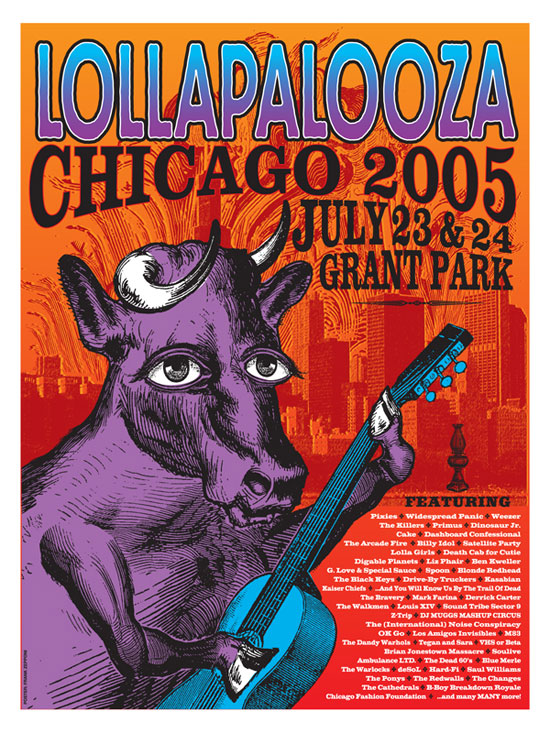 LOLLAPALOOZA
CHICAGO 2005
JULY 23 & 24
GRANT PARK
FEATURING
Pixies ♦ Widespread Panic ♦ Weezer
The Killers ♦ Primus ♦ Dinosaur Jr.
Cake ♦ Dashboard Confessional
The Arcade Fire ♦ Billy Idol ♦ Satellite Party
Lolla Girls ♦ Death Cab for Cutie
Digable Planets ♦ Liz Phair ♦ Ben Kweller
G. Love & Special Sauce ♦ Spoon ♦ Blonde Redhead
The Black Keys ♦ Drive-By Truckers ♦ Kasabian
Kaiser Chiefs ♦ ...And You Will Know Us By The Trail Of Dead
The Bravery ♦ Mark Farina ♦ Derrick Carter
The Walkmen ♦ Louis XIV ♦ Sound Tribe Sector 9
Z-Trip ♦ DJ MUGGS MASHUP CIRCUS
The (International) Noise Conspiracy
OK Go ♦ Los Amigos Invisibles ♦ M83
The Dandy Warhols ♦ Tegan and Sara ♦ VHS or Beta
Brian Jonestown Massacre ♦ Soulive
Ambulance LTD. ♦ The Dead 60's ♦ Blue Merle
The Warlocks ♦ deSoL ♦ Hard-Fi ♦ Saul Williams
The Ponys ♦ The Redwalls ♦ The Changes
The Cathedrals ♦ B-Boy Breakdown Royale
Chicago Fashion Foundation ♦ ...and many MANY more!
POSTER: FRANK ZEPPONI